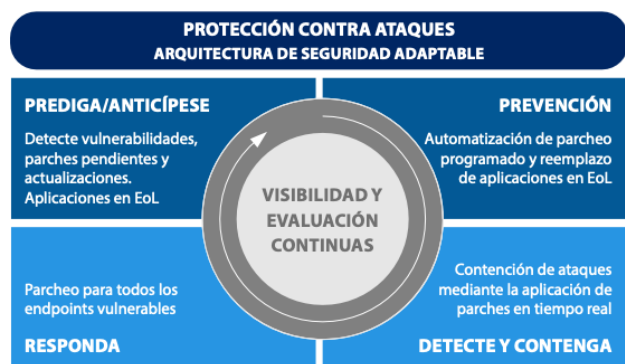 PROTECCIÓN CONTRA ATAQUES
ARQUITECTURA DE SEGURIDAD ADAPTABLE
PREDIGA/ANTICÍPESE
Detecte vulnerabilidades,
parches pendientes y
actualizaciones.
Aplicaciones en EoL
PREVENCIÓN
Automatización de parcheo
programado y reemplazo
de aplicaciones en EoL
VISIBILIDAD Y
EVALUACIÓN
CONTINUAS
Parcheo para todos los
endpoints vulnerables
RESPONDA
Contención de ataques
mediante la aplicación de
parches en tiempo real
DETECTE Y CONTENGA